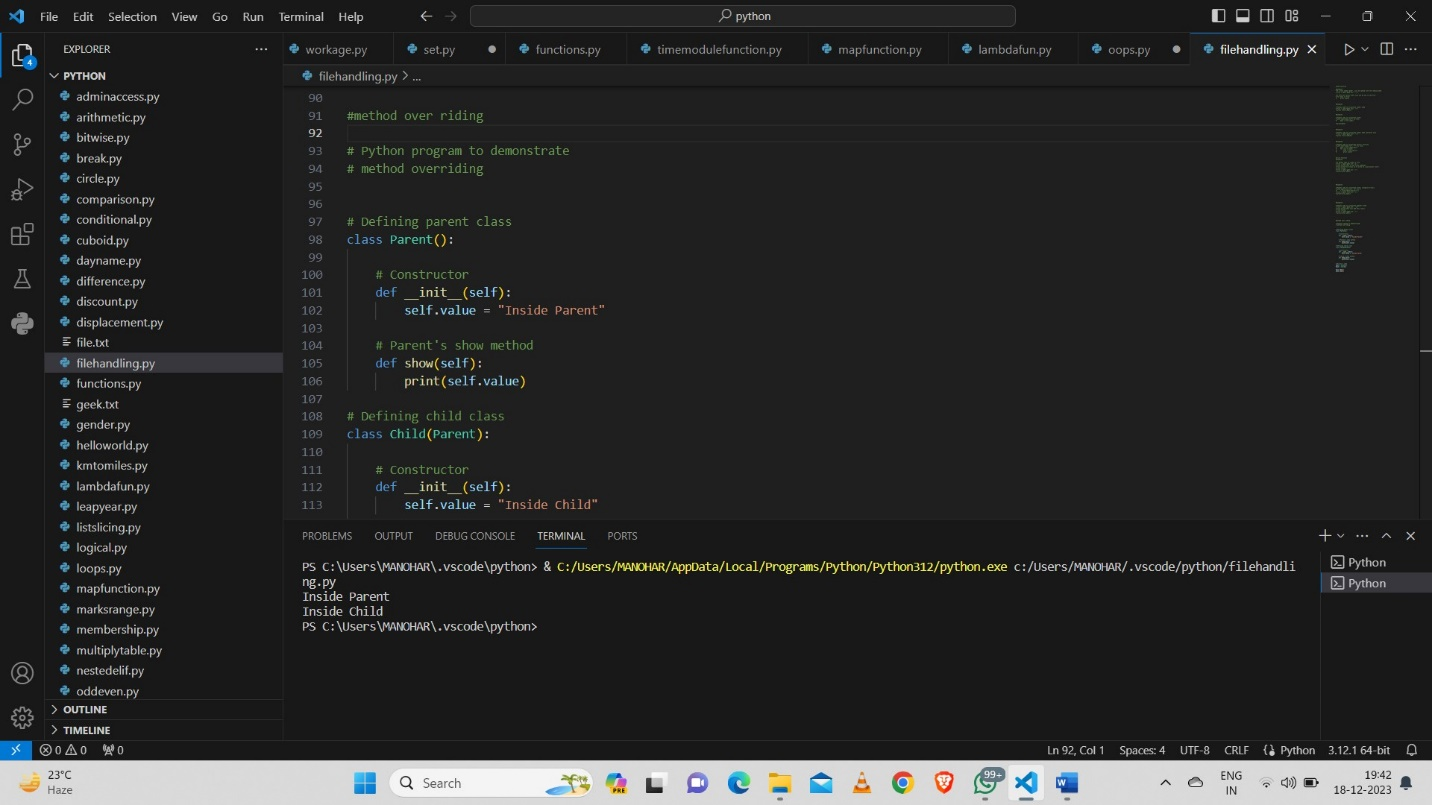 File Edit Selection View Go Run Terminal Help
python
EXPLORER
workage.py
set.py
functions.py
timemodulefunction.py
mapfunction.py
lambdafun.py
oops.py
filehandling.py
4
PYTHON
filehandling.py > ...
adminaccess.py
arithmetic.py
bitwise.py
break.py
circle.py
comparison.py
conditional.py
cuboid.py
dayname.py
difference.py
discount.py
displacement.py
file.txt
filehandling.py
functions.py
geek.txt
gender.py
helloworld.py
kmtomiles.py
lambdafun.py
leapyear.py
listslicing.py
logical.py
loops.py
mapfunction.py
marksrange.py
membership.py
multiplytable.py
nestedelif.py
oddeven.py
OUTLINE
TIMELINE
90
91 #method over riding
92
93 # Python program to demonstrate
94 # method overriding
95
96
97 # Defining parent class
98 class Parent():
99
100 # Constructor
101 def __init__(self):
102 self.value = "Inside Parent"
103
104 # Parent's show method
105 def show(self):
106 print(self.value)
107
108 # Defining child class
109 class Child(Parent):
110
111 # Constructor
112 def __init__(self):
113 self.value = "Inside Child"
PROBLEMS OUTPUT DEBUG CONSOLE TERMINAL PORTS
PS C:\Users\MANOHAR\.vscode\python> & C:/Users/MANOHAR/AppData/Local/Programs/Python/Python312/python.exe c:/Users/MANOHAR/.vscode/python/filehandli
ng.py
Inside Parent
Inside Child
PS C:\Users\MANOHAR\.vscode\python>
Python
Python
0 0 0
Ln 92, Col 1 Spaces: 4 UTF-8 CRLF Python 3.12.1 64-bit
23°C
Haze
Search
PRE
99+
ENG
IN
19:42
18-12-2023